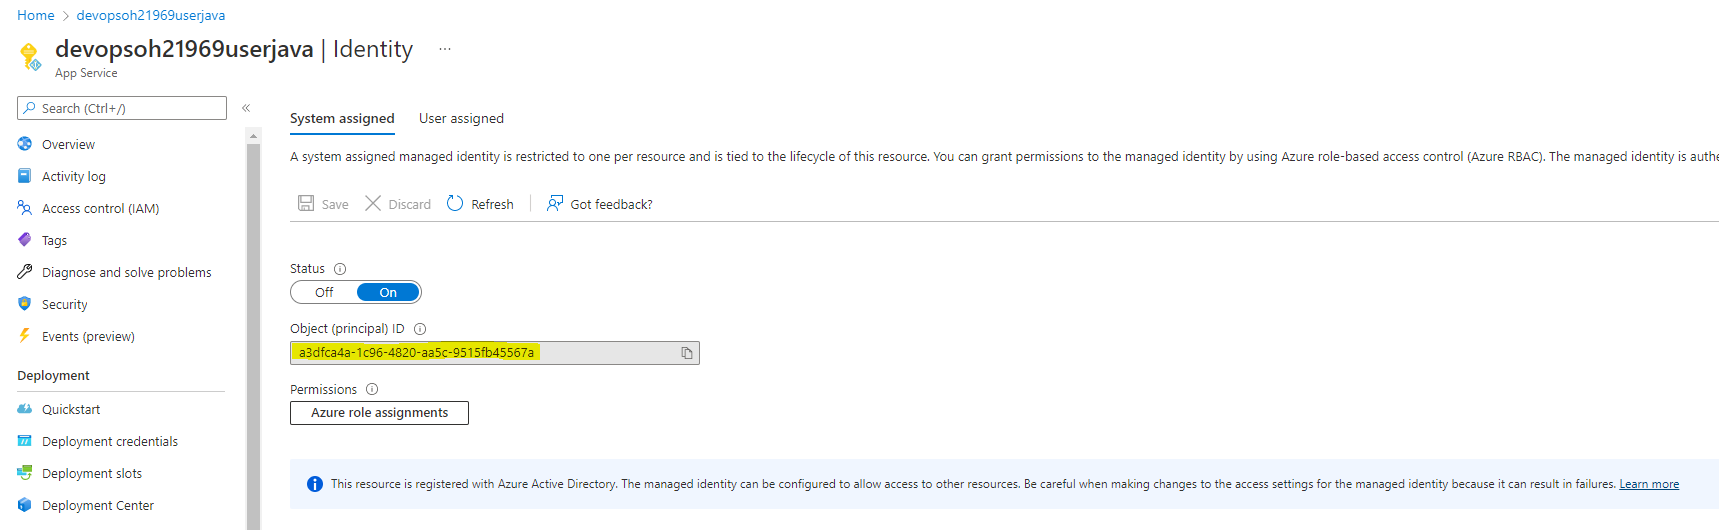 Home > devopsoh21969userjava
devopsoh21969userjava | Identity ...
App Service
Search (Ctrl+/)
«
Overview
Activity log
Access control (IAM)
Tags
Diagnose and solve problems
Security
Events (preview)
Deployment
Quickstart
Deployment credentials
Deployment slots
Deployment Center
System assigned User assigned
A system assigned managed identity is restricted to one per resource and is tied to the lifecycle of this resource. You can grant permissions to the managed identity by using Azure role-based access control (Azure RBAC). The managed identity is authe
Save Discard Refresh Got feedback?
Status
Off On
Object (principal) ID
a3dfca4a-1c96-4820-aa5c-9515fb45567a
Permissions
Azure role assignments
This resource is registered with Azure Active Directory. The managed identity can be configured to allow access to other resources. Be careful when making changes to the access settings for the managed identity because it can result in failures. Learn more